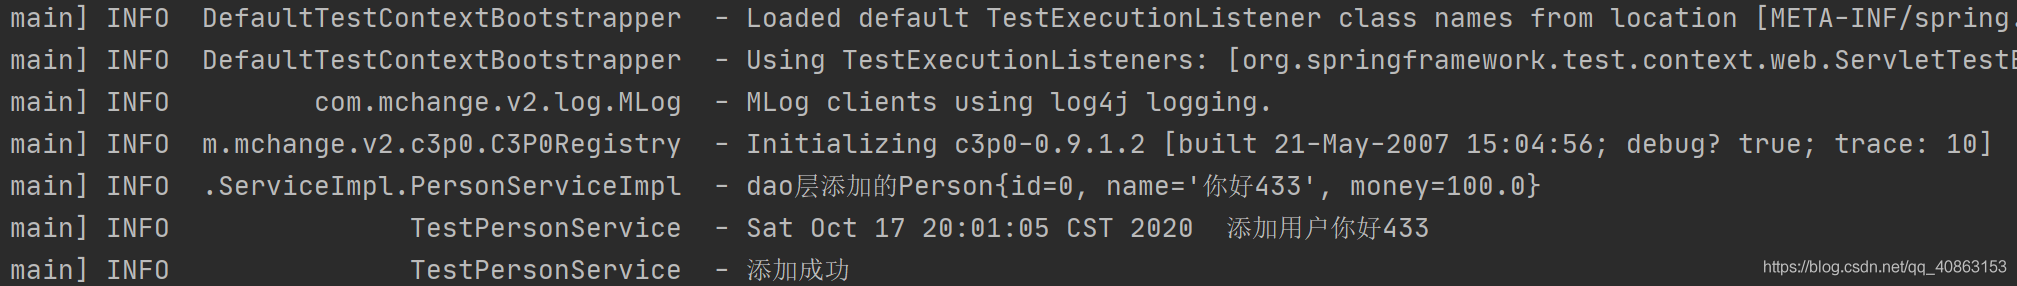 main] INFO  DefaultTestContextBootstrapper  - Loaded default TestExecutionListener class names from location [META-INF/spring.
main] INFO  DefaultTestContextBootstrapper  - Using TestExecutionListeners: [org.springframework.test.context.web.ServletTestE
main] INFO         com.mchange.v2.log.MLog  - MLog clients using log4j logging.
main] INFO  m.mchange.v2.c3p0.C3P0Registry  - Initializing c3p0-0.9.1.2 [built 21-May-2007 15:04:56; debug? true; trace: 10]
main] INFO  .ServiceImpl.PersonServiceImpl  - dao层添加的Person{id=0, name='你好433', money=100.0}
main] INFO               TestPersonService  - Sat Oct 17 20:01:05 CST 2020  添加用户你好433
main] INFO               TestPersonService  - 添加成功
https://blog.csdn.net/qq_40863153